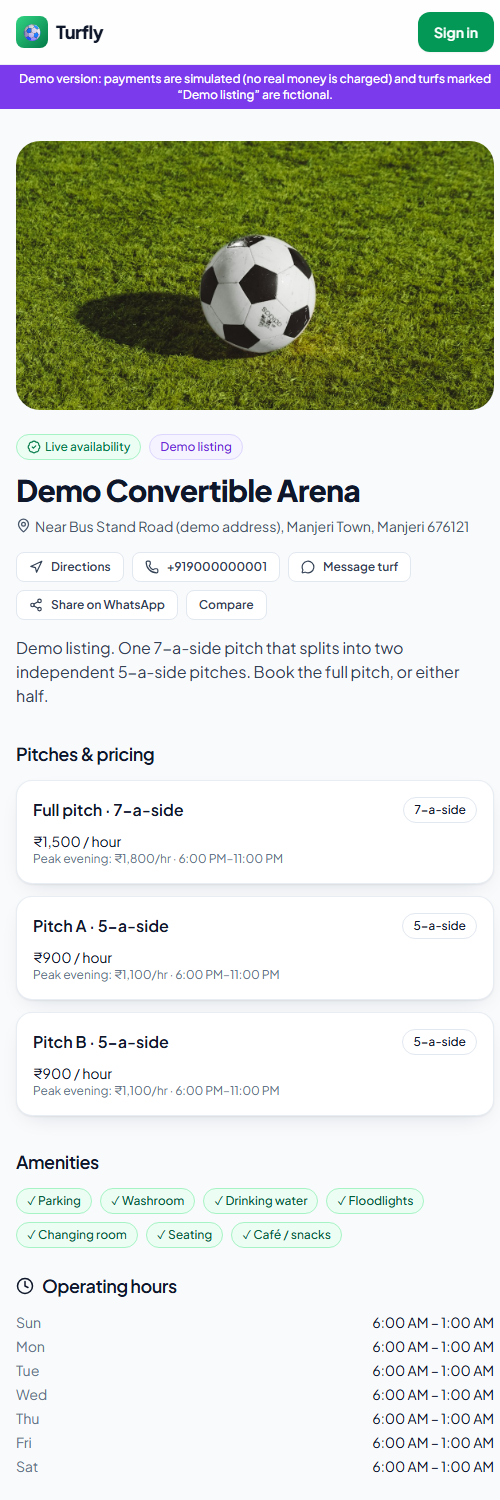 Turfly
Sign in
Demo version: payments are simulated (no real money is charged) and turfs marked
“Demo listing” are fictional.
Live availability
Demo listing
Demo Convertible Arena
Near Bus Stand Road (demo address), Manjeri Town, Manjeri 676121
Directions
+919000000001
Message turf
Share on WhatsApp
Compare
Demo listing. One 7-a-side pitch that splits into two
independent 5-a-side pitches. Book the full pitch, or either
half.
Pitches & pricing
Full pitch · 7-a-side
7-a-side
₹1,500 / hour
Peak evening: ₹1,800/hr · 6:00 PM–11:00 PM
Pitch A · 5-a-side
5-a-side
₹900 / hour
Peak evening: ₹1,100/hr · 6:00 PM–11:00 PM
Pitch B · 5-a-side
5-a-side
₹900 / hour
Peak evening: ₹1,100/hr · 6:00 PM–11:00 PM
Amenities
✓ Parking
✓ Washroom
✓ Drinking water
✓ Floodlights
✓ Changing room
✓ Seating
✓ Café / snacks
Operating hours
Sun 6:00 AM – 1:00 AM
Mon 6:00 AM – 1:00 AM
Tue 6:00 AM – 1:00 AM
Wed 6:00 AM – 1:00 AM
Thu 6:00 AM – 1:00 AM
Fri 6:00 AM – 1:00 AM
Sat 6:00 AM – 1:00 AM